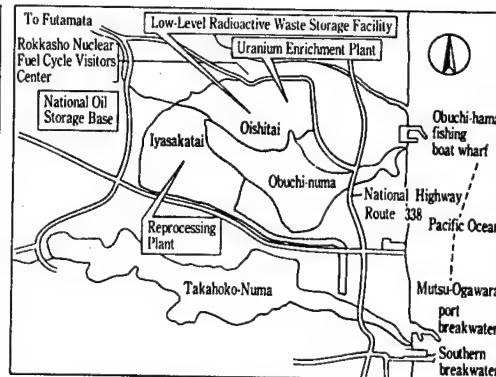 To Futamata
Low-Level Radioactive Waste Storage Facility
Uranium Enrichment Plant
Rokkasho Nuclear
Fuel Cycle Visitors
Center
National Oil
Storage Base
Oishitai
Iyasakatai
Obuchi-numa
Obuchi-hama
fishing
boat wharf
National Highway
Route 338
Pacific Ocean
Reprocessing
Plant
Takahoko-Numa
Mutsu-Ogawara
port
breakwater
Southern
breakwater